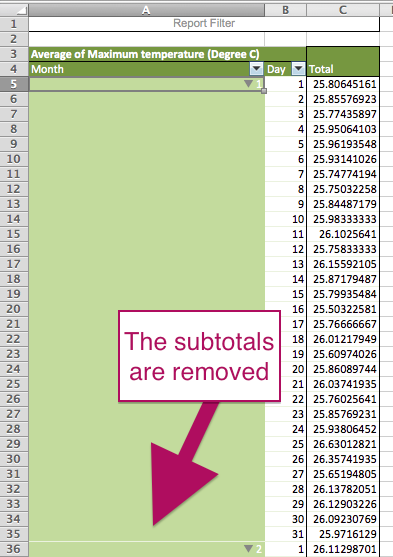 A B C
1 Report Filter
2
3 Average of Maximum temperature (Degree C)
4 Month Day Total
5 1 1 25.80645161
6 2 25.85576923
7 3 25.77435897
8 4 25.95064103
9 5 25.96193548
10 6 25.93141026
11 7 25.74774194
12 8 25.75032258
13 9 25.84487179
14 10 25.98333333
15 11 26.1025641
16 12 25.75833333
17 13 26.15592105
18 14 25.87179487
19 15 25.79935484
20 16 25.50322581
21 17 25.76666667
22 18 26.01217949
23 19 25.60974026
24 20 25.86089744
25 21 26.03741935
26 22 25.76025641
27 23 25.85769231
28 24 25.93806452
29 25 26.63012821
30 26 26.35741935
31 27 25.65194805
32 28 26.13782051
33 29 26.12903226
34 30 26.09230769
35 31 25.9716129
36 2 1 26.11298701
The subtotals
are removed